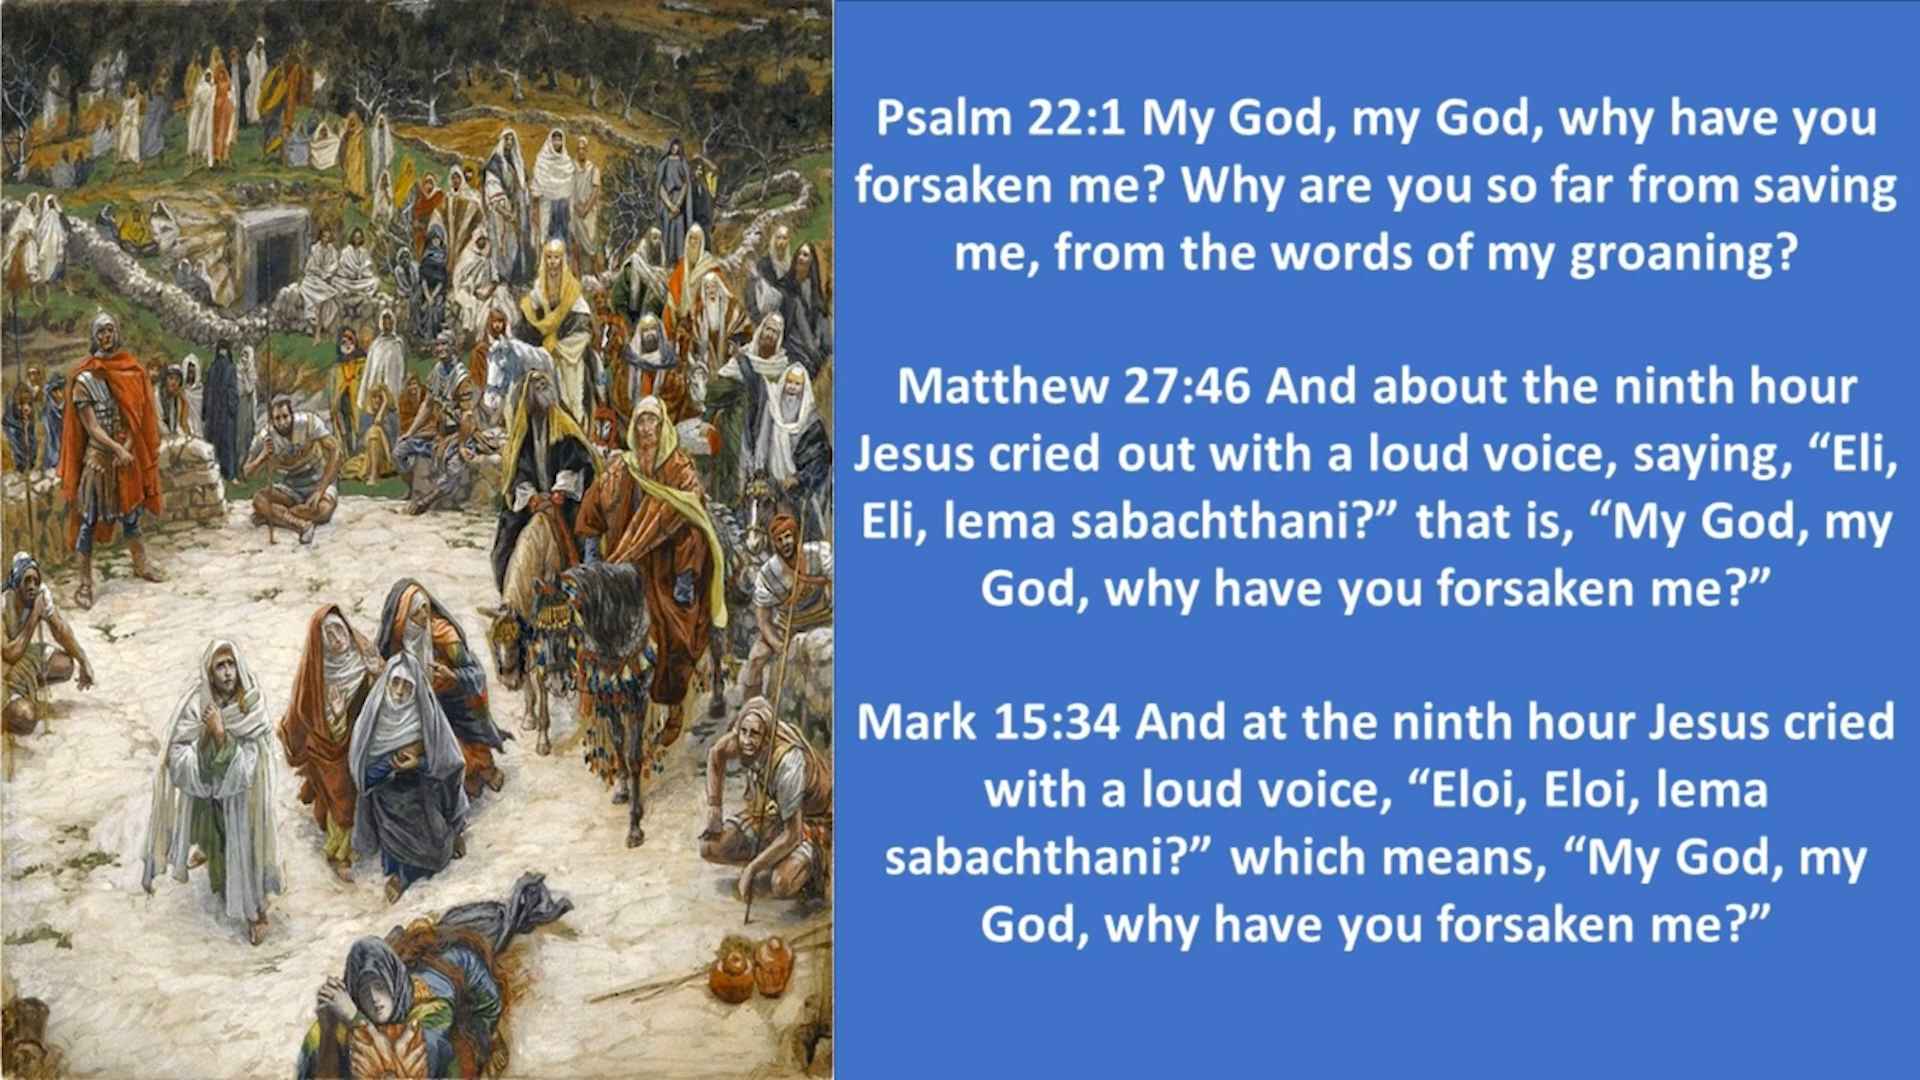 Psalm 22:1 My God, my God, why have you
forsaken me? Why are you so far from saving
me, from the words of my groaning?
Matthew 27:46 And about the ninth hour
Jesus cried out with a loud voice, saying, “Eli,
Eli, lema sabachthani?” that is, “My God, my
God, why have you forsaken me?”
Mark 15:34 And at the ninth hour Jesus cried
with a loud voice, “Eloi, Eloi, lema
sabachthani?” which means, “My God, my
God, why have you forsaken me?”